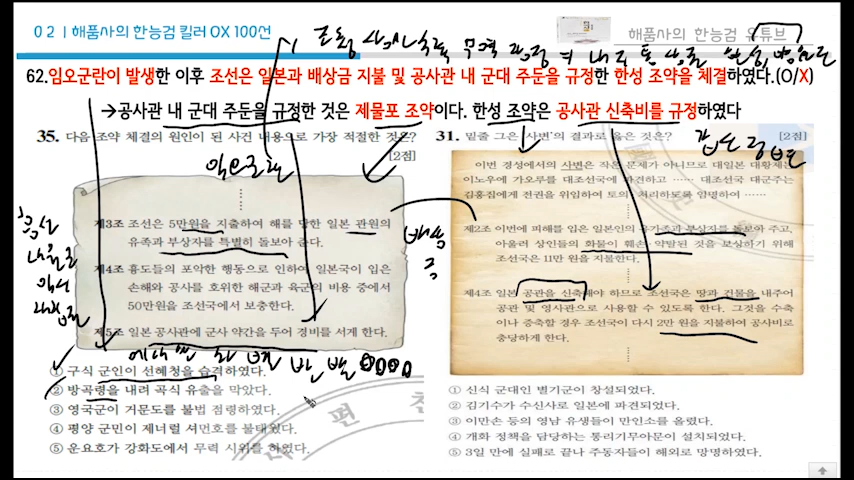 02 | 해품사의 한능검 킬러 OX 100선
해품사의 한능검 유튜브
62.임오군란이 발생한 이후 조선은 일본과 배상금 지불 및 공사관 내 군대 주둔을 규정한 한성 조약을 체결하였다.(O/X)
→공사관 내 군대 주둔을 규정한 것은 제물포 조약이다. 한성 조약은 공사관 신축비를 규정하였다
35. 다음 조약 체결의 원인이 된 사건 내용으로 가장 적절한 것은?
[2점]
제3조 조선은 5만원을 지출하여 해를 당한 일본 관원의
유족과 부상자를 특별히 돌보아 준다.
제4조 흉도들의 포악한 행동으로 인하여 일본국이 입은
손해와 공사를 호위한 해군과 육군의 비용 중에서
50만원을 조선국에서 보충한다.
제5조 일본 공사관에 군사 약간을 두어 경비를 서게 한다.
① 구식 군인이 선혜청을 습격하였다.
② 방곡령을 내려 곡식 유출을 막았다.
③ 영국군이 거문도를 불법 점령하였다.
④ 평양 군민이 제너럴 셔먼호를 불태웠다.
⑤ 운요호가 강화도에서 무력 시위를 하였다.
31. 밑줄 그은 '사변'의 결과로 옳은 것은?
[2점]
이번 경성에서의 사변은 작은 문제가 아니므로 대일본 대황제는
이노우에 가오루를 대조선국에 파견하고 …… 대조선국 대군주는
김홍집에게 전권을 위임하여 토의·처리하도록 임명하여 ……
제2조 이번에 피해를 입은 일본인의 유가족과 부상자를 돌보아 주고,
아울러 상인들의 화물이 훼손·약탈된 것을 보상하기 위해
조선국은 11만 원을 지불한다.
제4조 일본 공관을 신축해야 하므로 조선국은 땅과 건물을 내주어
공관 및 영사관으로 사용할 수 있도록 한다. 그것을 수축
이나 증축할 경우 조선국이 다시 2만 원을 지불하여 공사비로
충당하게 한다.
① 신식 군대인 별기군이 창설되었다.
② 김기수가 수신사로 일본에 파견되었다.
③ 이만손 등의 영남 유생들이 만인소를 올렸다.
④ 개화 정책을 담당하는 통리기무아문이 설치되었다.
⑤ 3일 만에 실패로 끝나 주동자들이 해외로 망명하였다.
임오군란
갑신정변
배상
금